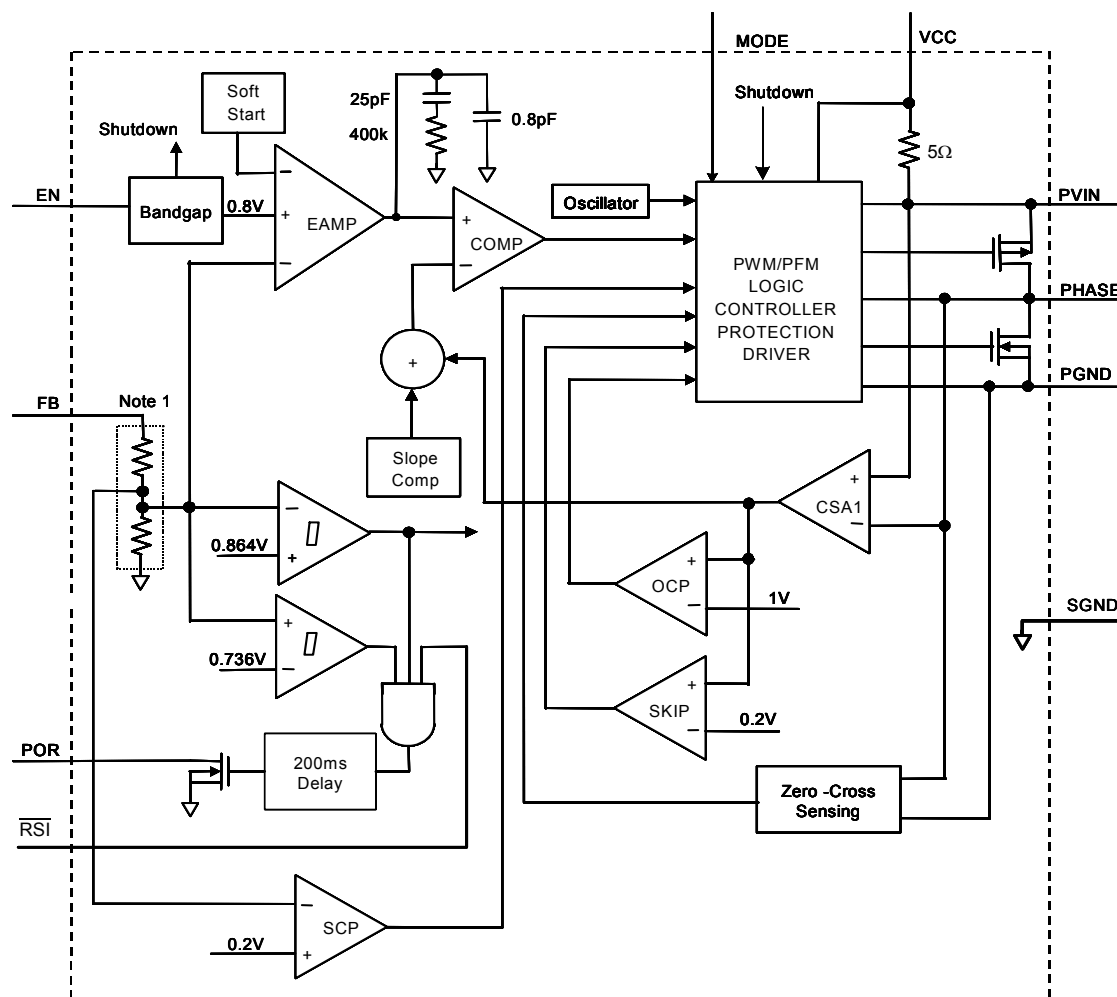 MODE
VCC
Soft
Start
25pF
400k
0.8pF
Shutdown
Shutdown
5Ω
EN
Bandgap
0.8V
−
+
−
EAMP
+
−
COMP
Oscillator
PVIN
PWM/PFM
LOGIC
CONTROLLER
PROTECTION
DRIVER
PHASE
+
PGND
FB
Note 1
Slope
Comp
+
−
CSA1
−
+
0.864V
+
−
OCP
1V
SGND
+
−
0.736V
+
−
SKIP
0.2V
POR
200ms
Delay
Zero -Cross
Sensing
RSI
−
+
SCP
0.2V